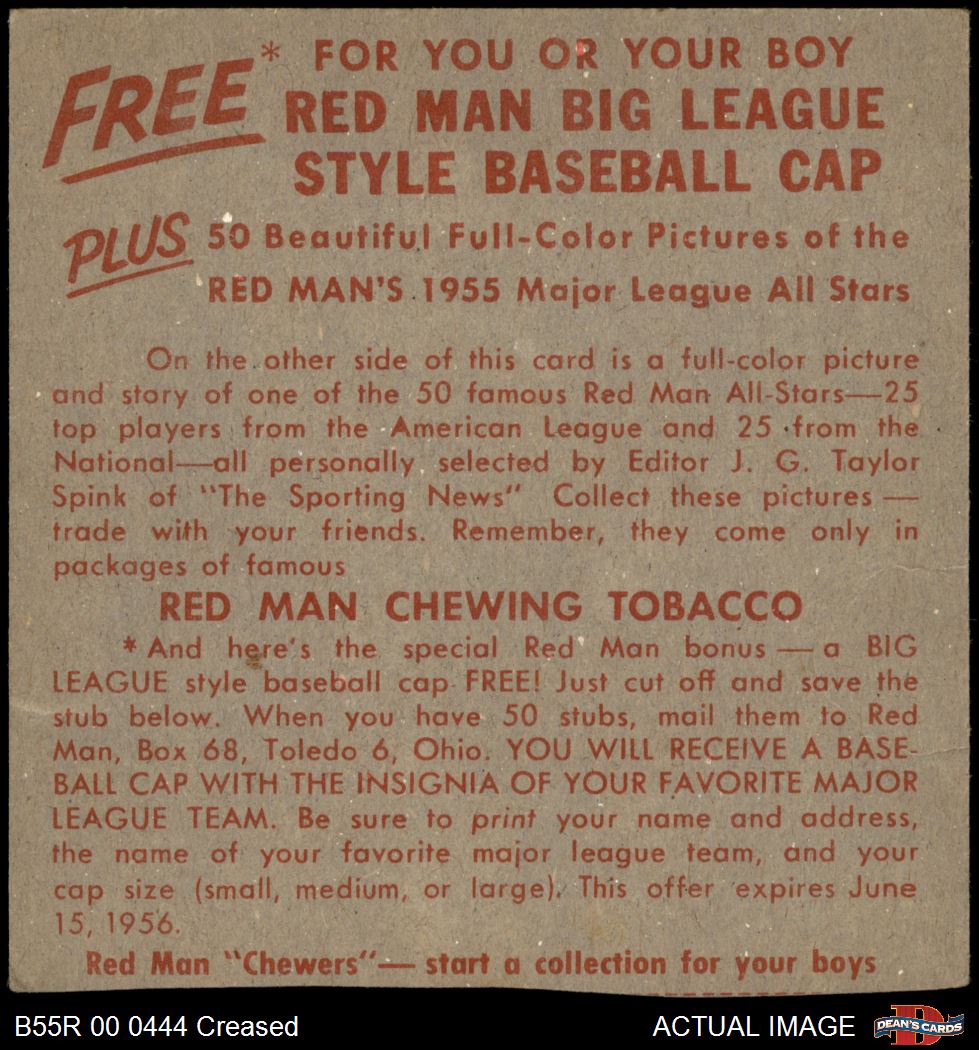 FREE* FOR YOU OR YOUR BOY
RED MAN BIG LEAGUE
STYLE BASEBALL CAP
PLUS 50 Beautiful Full-Color Pictures of the
RED MAN'S 1955 Major League All Stars
On the other side of this card is a full-color picture
and story of one of the 50 famous Red Man All-Stars—25
top players from the American League and 25 from the
National—all personally selected by Editor J. G. Taylor
Spink of "The Sporting News" Collect these pictures —
trade with your friends. Remember, they come only in
packages of famous
RED MAN CHEWING TOBACCO
* And here's the special Red Man bonus — a BIG
LEAGUE style baseball cap FREE! Just cut off and save the
stub below. When you have 50 stubs, mail them to Red
Man, Box 68, Toledo 6, Ohio. YOU WILL RECEIVE A BASE-
BALL CAP WITH THE INSIGNIA OF YOUR FAVORITE MAJOR
LEAGUE TEAM. Be sure to print your name and address,
the name of your favorite major league team, and your
cap size (small, medium, or large). This offer expires June
15, 1956.
Red Man "Chewers"— start a collection for your boys
B55R 00 0444 Creased
ACTUAL IMAGE
D
DEAN'S CARDS